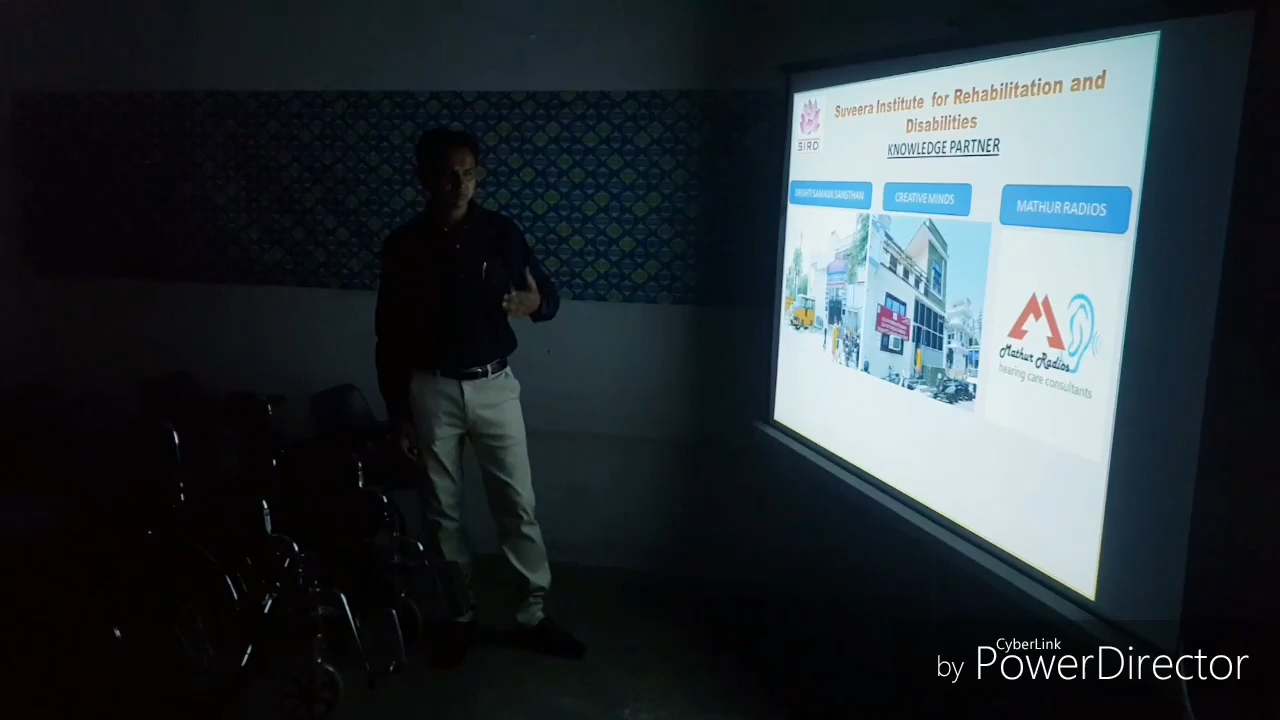 Suveera Institute for Rehabilitation and
Disabilities
SIRD
KNOWLEDGE PARTNER
SANSTHAN
CREATIVE MINDS
MATHUR RADIOS
Mathur Radios
hearing care consultants
CyberLink
by PowerDirector